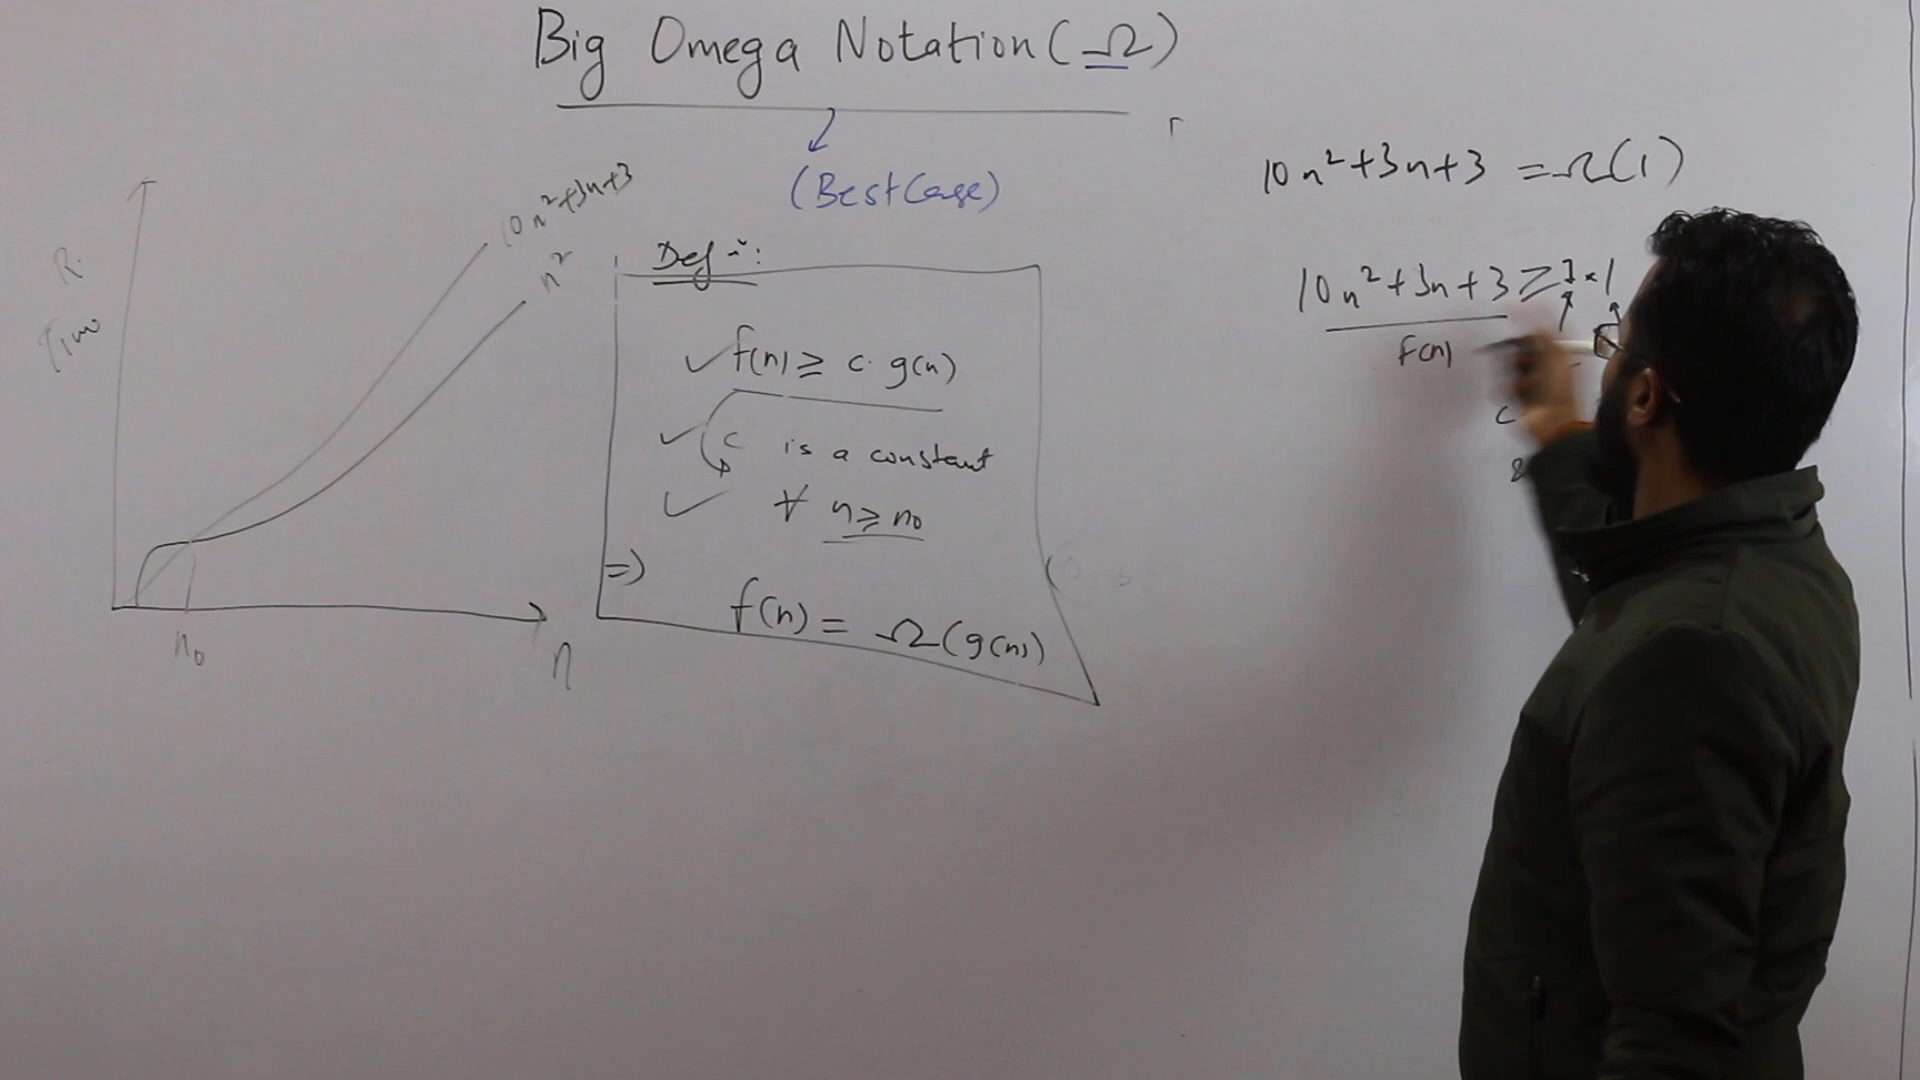 Big Omega Notation (Ω)
(Best Case)
10n²+3n+3
n²
R.
Time
n₀
n
Defⁿ:
f(n) ≥ c. g(n)
c is a constant
∀ n ≥ n₀
=>
f(n) = Ω(g(n))
10n²+3n+3 = Ω(1)
10n²+3n+3 ≥
f(n)
c